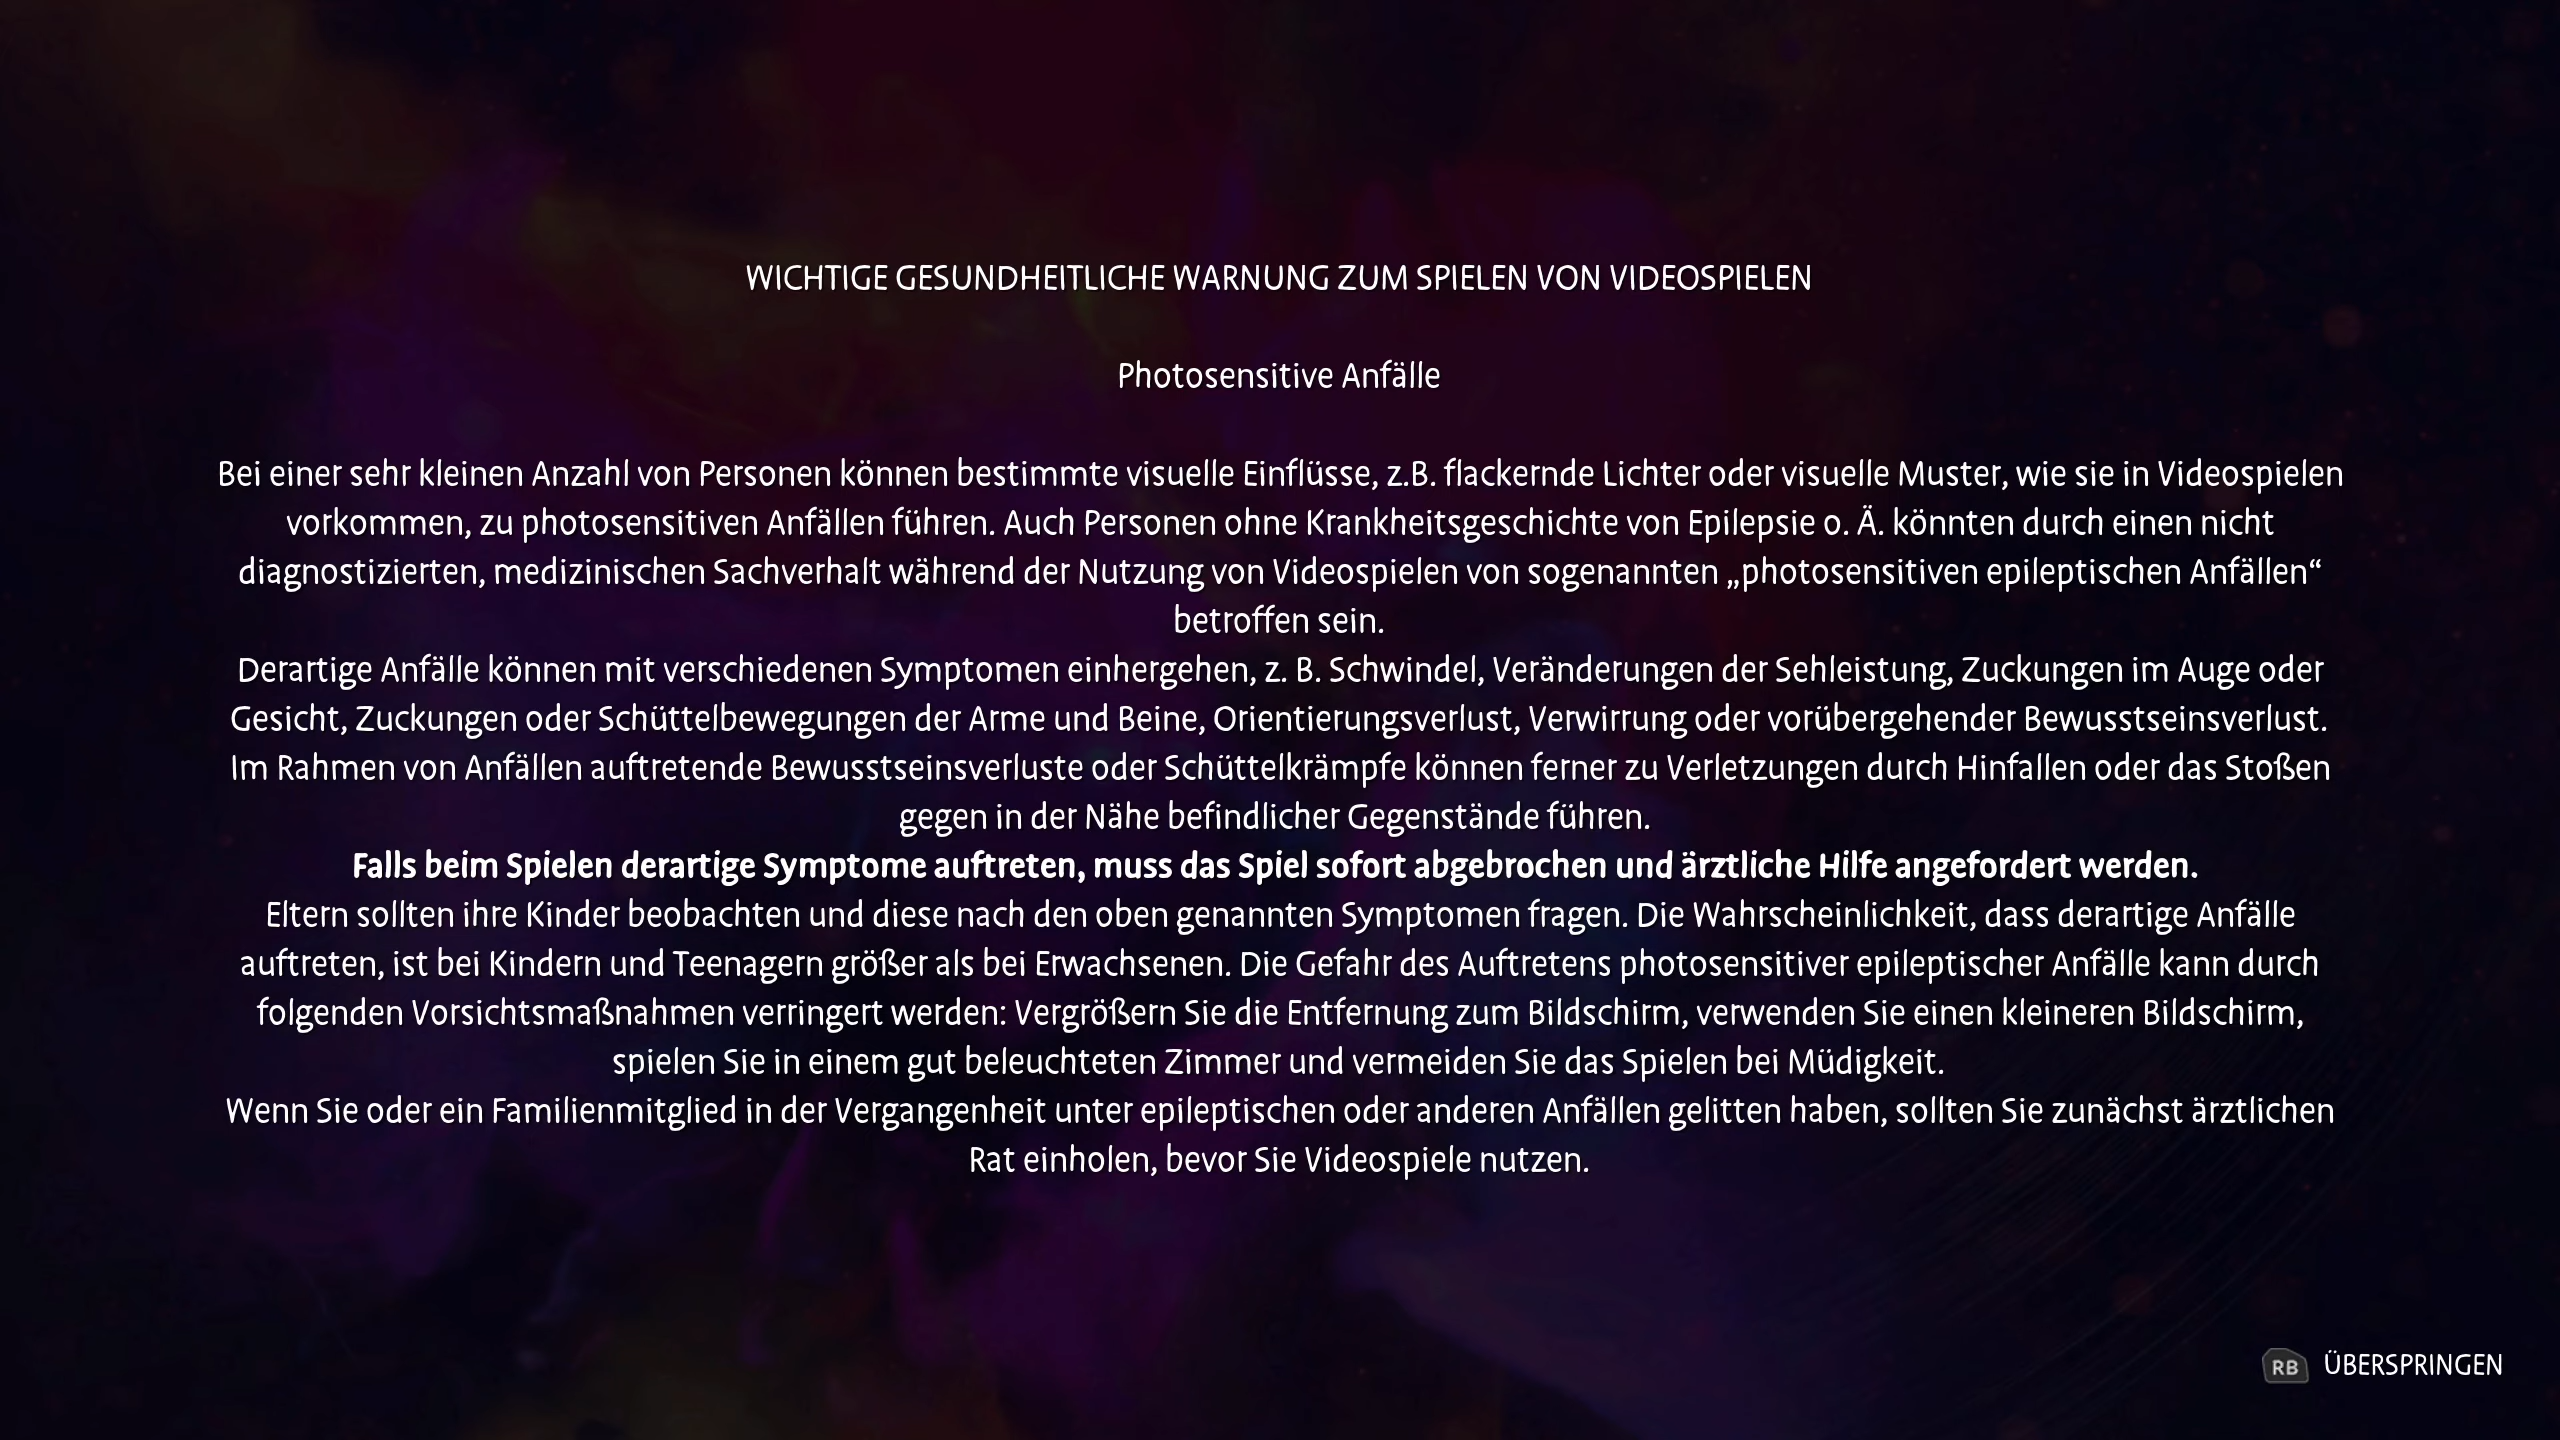 WICHTIGE GESUNDHEITLICHE WARNUNG ZUM SPIELEN VON VIDEOSPIELEN
Photosensitive Anfälle
Bei einer sehr kleinen Anzahl von Personen können bestimmte visuelle Einflüsse, z.B. flackernde Lichter oder visuelle Muster, wie sie in Videospielen
vorkommen, zu photosensitiven Anfällen führen. Auch Personen ohne Krankheitsgeschichte von Epilepsie o. Ä. könnten durch einen nicht
diagnostizierten, medizinischen Sachverhalt während der Nutzung von Videospielen von sogenannten „photosensitiven epileptischen Anfällen“
betroffen sein.
Derartige Anfälle können mit verschiedenen Symptomen einhergehen, z. B. Schwindel, Veränderungen der Sehleistung, Zuckungen im Auge oder
Gesicht, Zuckungen oder Schüttelbewegungen der Arme und Beine, Orientierungsverlust, Verwirrung oder vorübergehender Bewusstseinsverlust.
Im Rahmen von Anfällen auftretende Bewusstseinsverluste oder Schüttelkrämpfe können ferner zu Verletzungen durch Hinfallen oder das Stoßen
gegen in der Nähe befindlicher Gegenstände führen.
Falls beim Spielen derartige Symptome auftreten, muss das Spiel sofort abgebrochen und ärztliche Hilfe angefordert werden.
Eltern sollten ihre Kinder beobachten und diese nach den oben genannten Symptomen fragen. Die Wahrscheinlichkeit, dass derartige Anfälle
auftreten, ist bei Kindern und Teenagern größer als bei Erwachsenen. Die Gefahr des Auftretens photosensitiver epileptischer Anfälle kann durch
folgenden Vorsichtsmaßnahmen verringert werden: Vergrößern Sie die Entfernung zum Bildschirm, verwenden Sie einen kleineren Bildschirm,
spielen Sie in einem gut beleuchteten Zimmer und vermeiden Sie das Spielen bei Müdigkeit.
Wenn Sie oder ein Familienmitglied in der Vergangenheit unter epileptischen oder anderen Anfällen gelitten haben, sollten Sie zunächst ärztlichen
Rat einholen, bevor Sie Videospiele nutzen.
RB ÜBERSPRINGEN